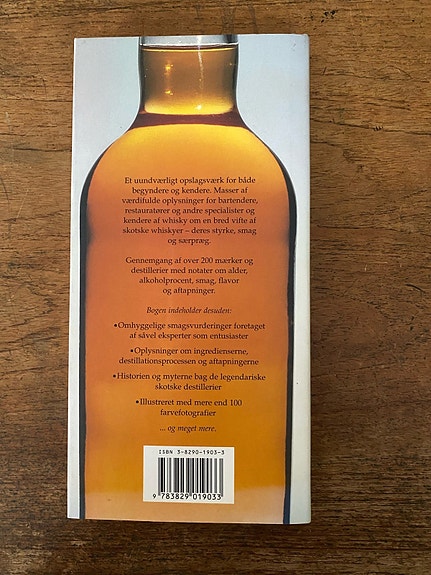 Et uundværligt opslagsværk for både
begyndere og kendere. Masser af
værdifulde oplysninger for bartendere,
restauratører og andre specialister og
kendere af whisky om en bred vifte af
skotske whiskyer – deres styrke, smag
og særpræg.
Gennemgang af over 200 mærker og
destillerier med notater om alder,
alkoholprocent, smag, flavor
og aftapninger.
Bogen indeholder desuden:
•Omhyggelige smagsvurderinger foretaget
af såvel eksperter som entusiaster
•Oplysninger om ingredienserne,
destillationsprocessen og aftapningerne
•Historien og myterne bag de legendariske
skotske destillerier
•Illustreret med mere end 100
farvefotografier
... og meget mere.
ISBN 3-8290-1903-3
9 783829 019033